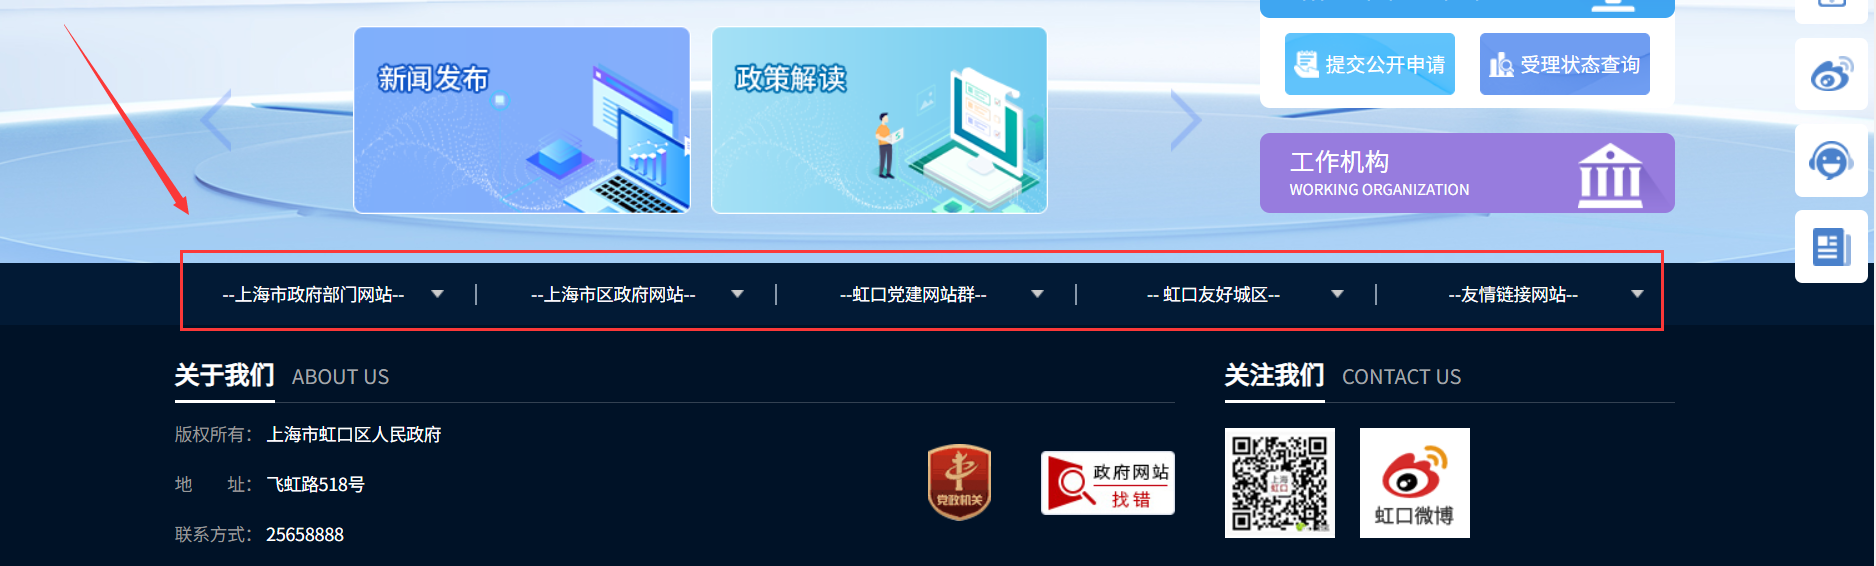 新闻发布
政策解读
提交公开申请
受理状态查询
工作机构
WORKING ORGANIZATION
--上海市政府部门网站--
--上海市区政府网站--
--虹口党建网站群--
-- 虹口友好城区--
--友情链接网站--
关于我们 ABOUT US
版权所有： 上海市虹口区人民政府
地 址： 飞虹路518号
联系方式： 25658888
党政机关
政府网站
找错
关注我们 CONTACT US
上海
虹口
虹口微博